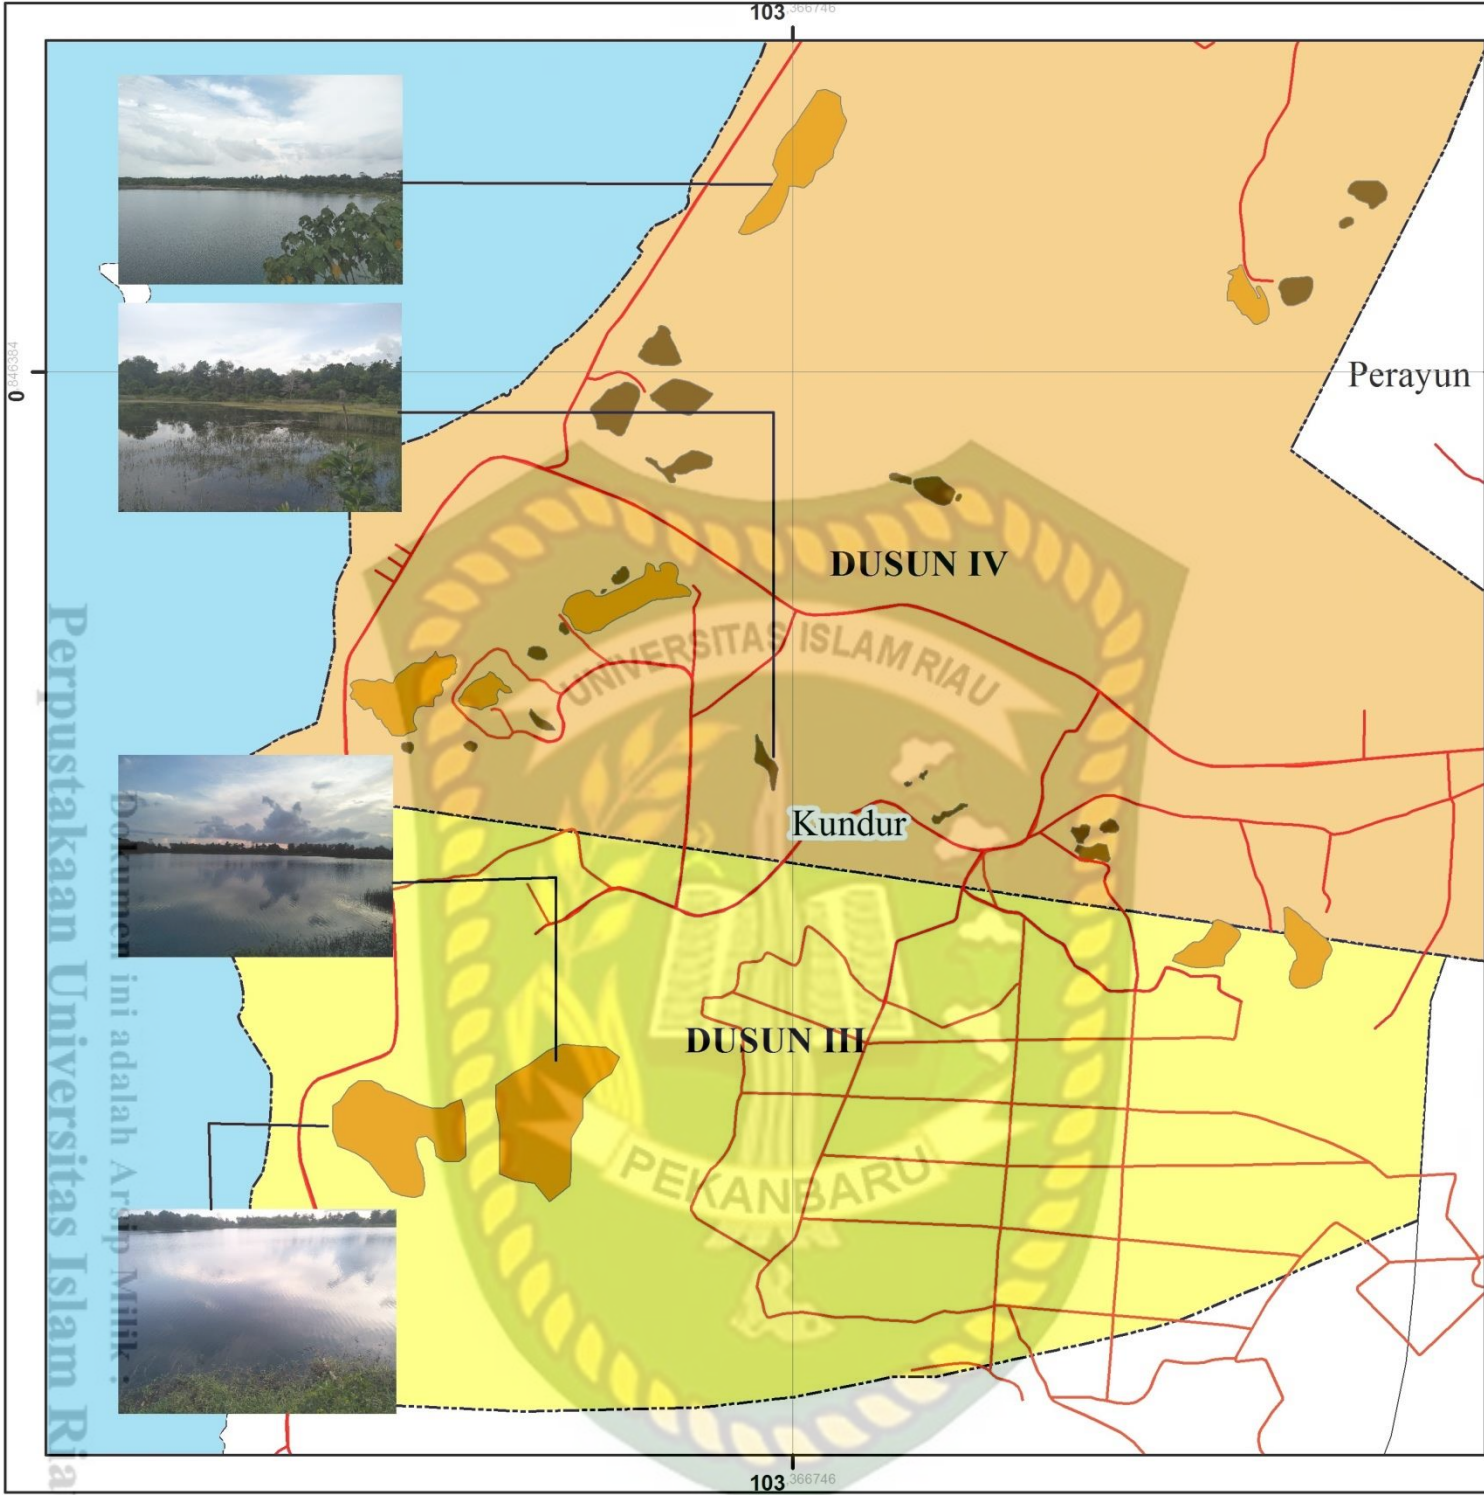 103,366746
0,846384
Perayun
DUSUN IV
UNIVERSITAS ISLAM RIAU
Kundur
DUSUN III
PEKANBARU
Dokumen ini adalah Arsip Milik :
Perpustakaan Universitas Islam Ria
103,366746